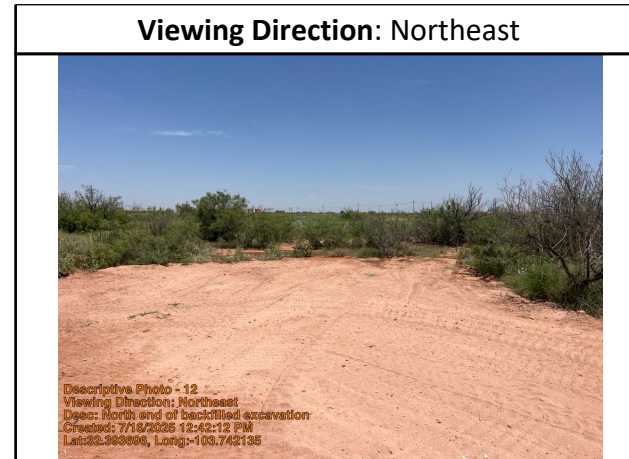 Viewing Direction: Northeast
Descriptive Photo - 12
Viewing Direction: Northeast
Desc: North end of backfilled excavation
Created: 7/16/2025 12:42:12 PM
Lat:32.393698, Long:-103.742135